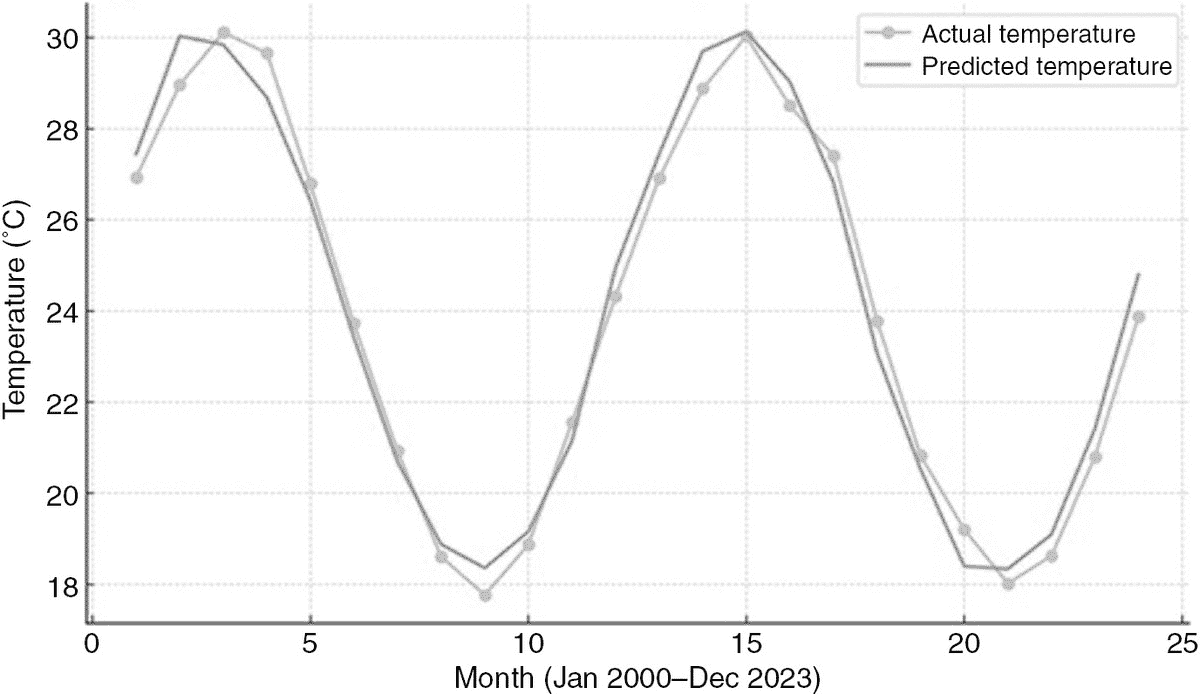 Actual temperature
Predicted temperature
30
28
26
24
22
20
18
Temperature (°C)
0 5 10 15 20 25
Month (Jan 2000–Dec 2023)